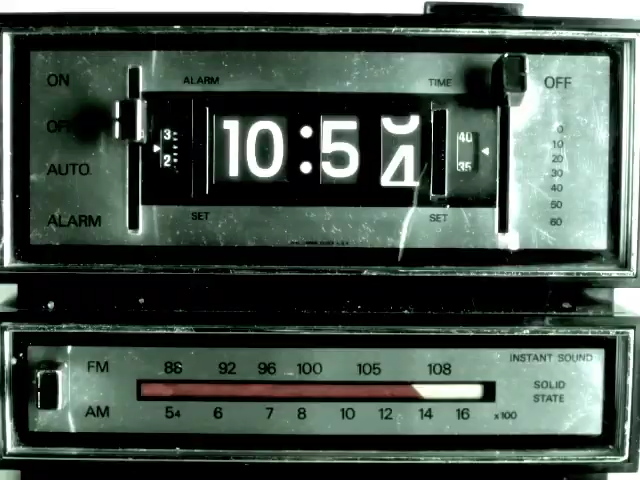 ON
ALARM
TIME
OFF
OFF
AUTO.
ALARM
3
2
10:5 4
40
35
SET
SET
0
10
20
30
40
50
60
FM 86 92 96 100 105 108
INSTANT SOUND
SOLID
STATE
AM 54 6 7 8 10 12 14 16 x100